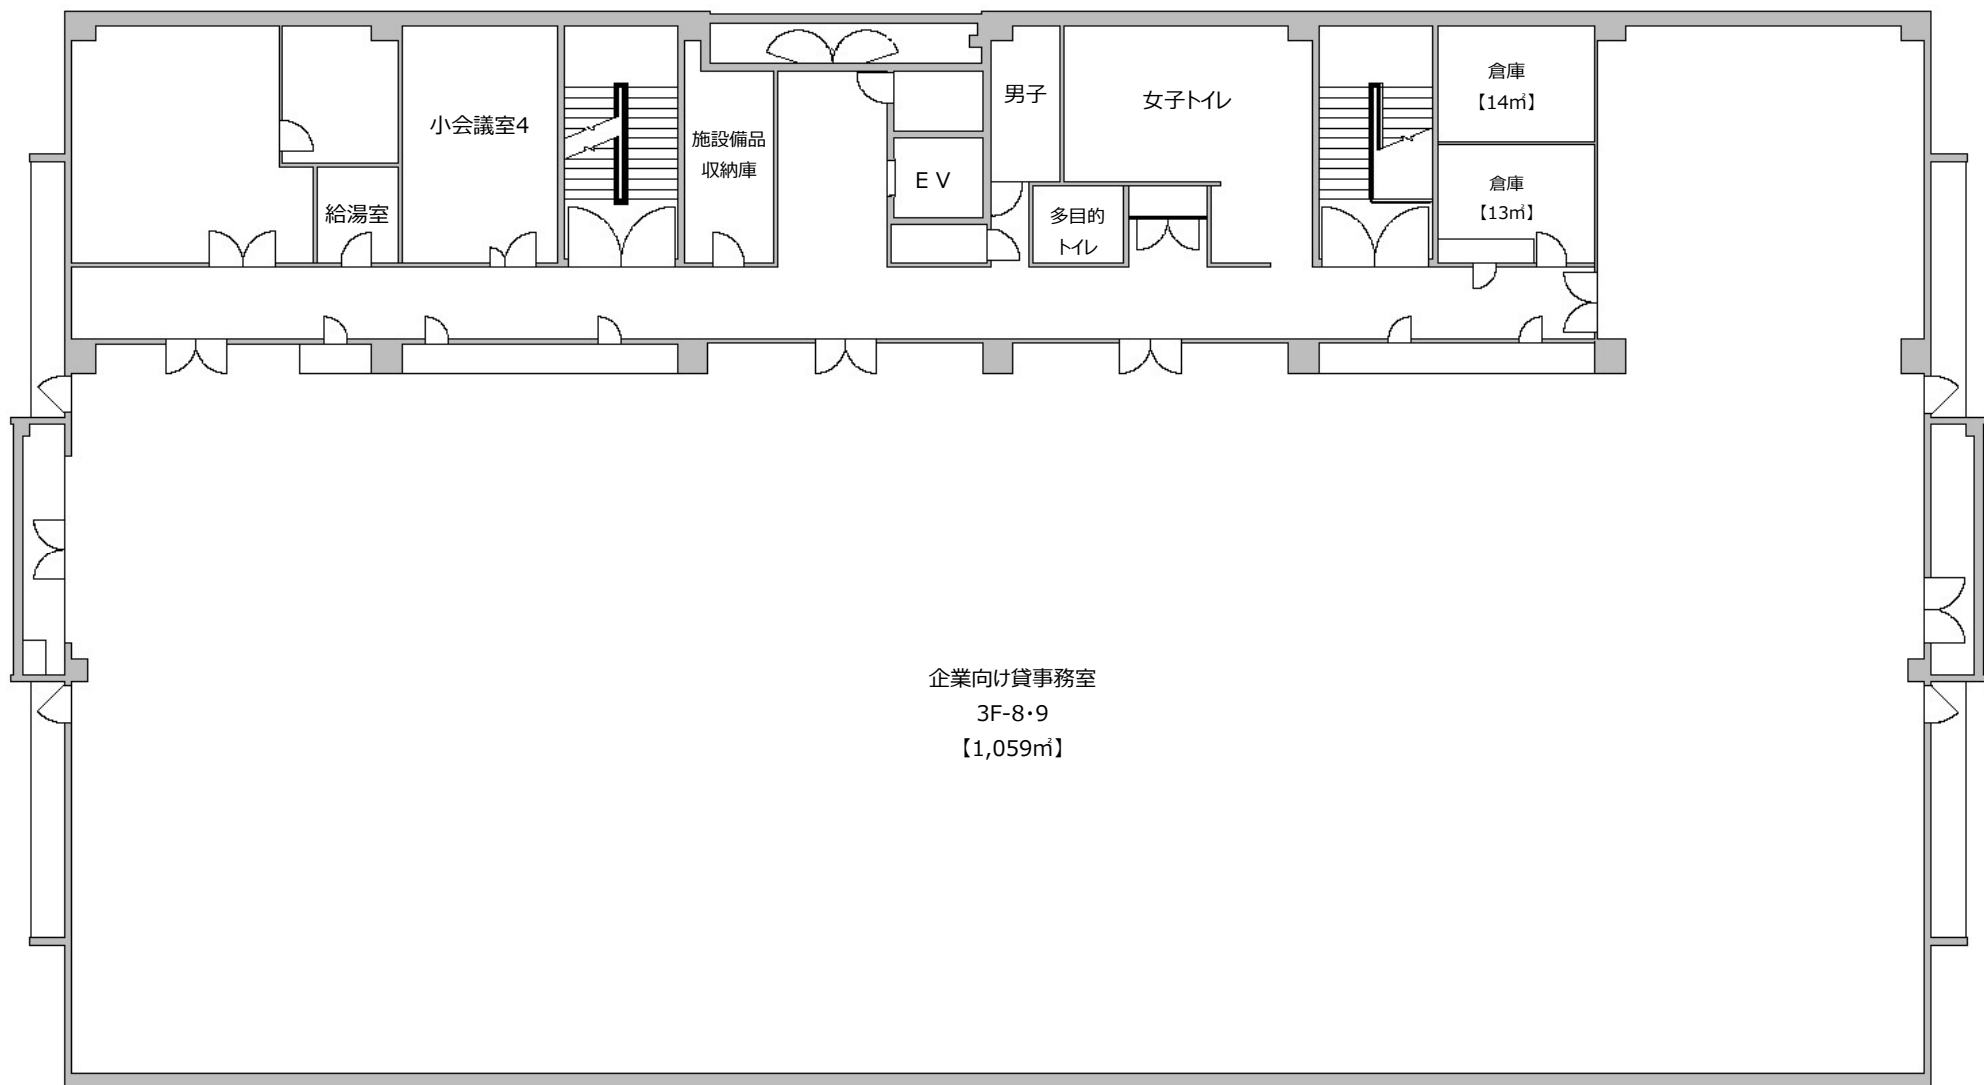 小会議室4
給湯室
施設備品
収納庫
ＥＶ
男子
女子トイレ
多目的
トイレ
倉庫
【14㎡】
倉庫
【13㎡】
企業向け貸事務室
3F-8・9
【1,059㎡】